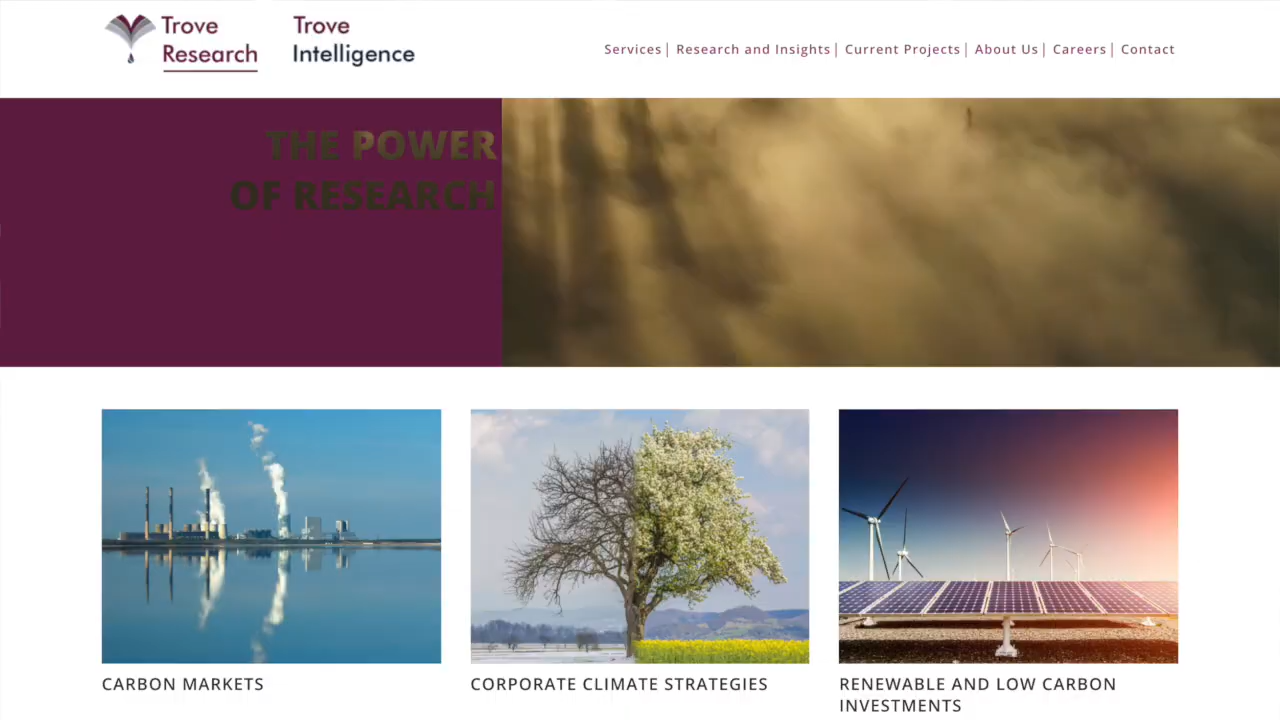 Trove
Research
Trove
Intelligence
Services| Research and Insights| Current Projects| About Us| Careers| Contact
THE POWER
OF RESEARCH
CARBON MARKETS
CORPORATE CLIMATE STRATEGIES
RENEWABLE AND LOW CARBON
INVESTMENTS